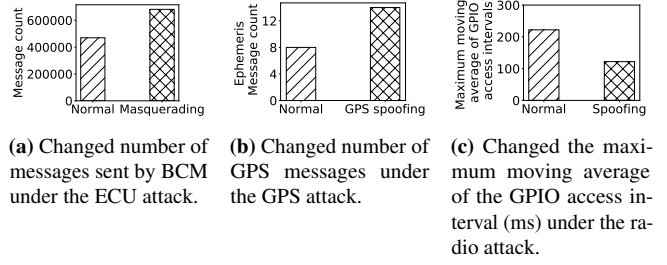 Message count
600000
400000
200000
0
Normal Masquerading
Ephemeris
Message count
12
8
4
0
Normal GPS spoofing
Maximum moving
average of GPIO
access intervals
300
200
100
0
Normal Spoofing
(a) Changed number of
messages sent by BCM
under the ECU attack.
(b) Changed number of
GPS messages under
the GPS attack.
(c) Changed the maxi-
mum moving average
of the GPIO access in-
terval (ms) under the ra-
dio attack.